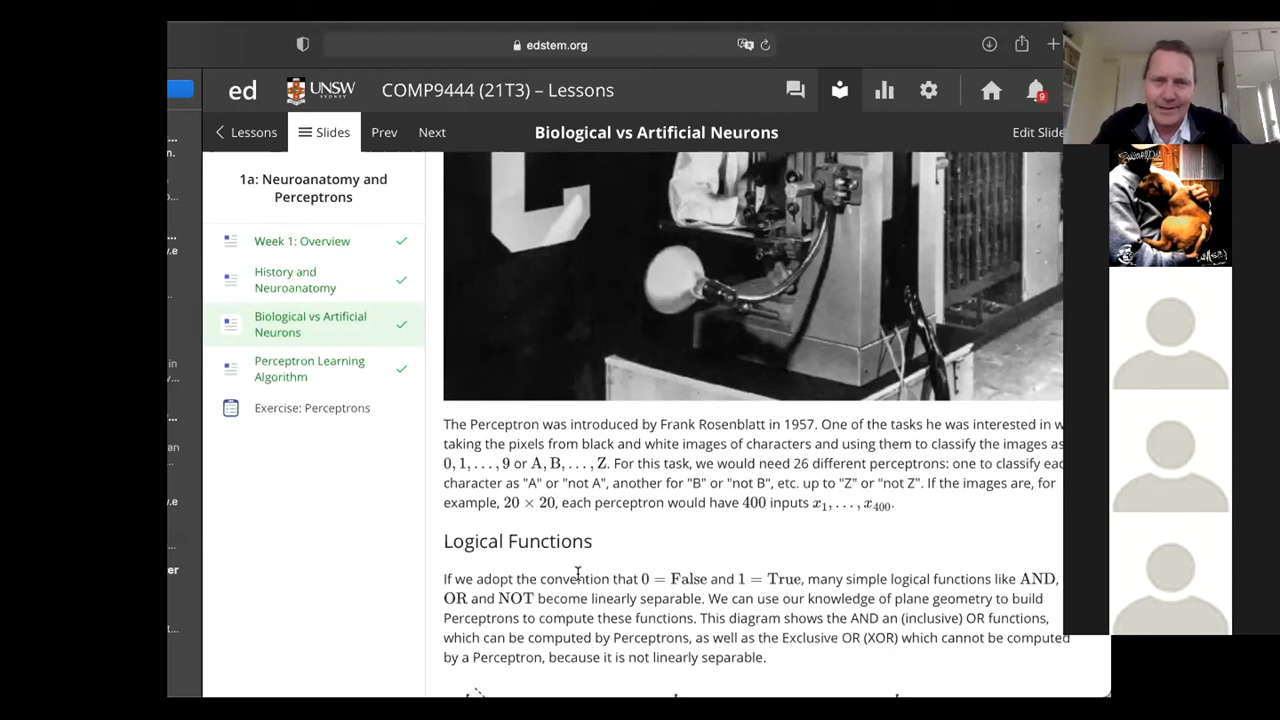 edstem.org
ed UNSW SYDNEY COMP9444 (21T3) – Lessons
9
Lessons Slides Prev Next Biological vs Artificial Neurons Edit Slide
1a: Neuroanatomy and
Perceptrons
Week 1: Overview
History and
Neuroanatomy
Biological vs Artificial
Neurons
Perceptron Learning
Algorithm
Exercise: Perceptrons
The Perceptron was introduced by Frank Rosenblatt in 1957. One of the tasks he was interested in w
taking the pixels from black and white images of characters and using them to classify the images as
0, 1, . . . , 9 or A, B, . . . , Z. For this task, we would need 26 different perceptrons: one to classify eac
character as "A" or "not A", another for "B" or "not B", etc. up to "Z" or "not Z". If the images are, for
example, 20 × 20, each perceptron would have 400 inputs x₁, . . . , x₄₀₀.
Logical Functions
If we adopt the convention that 0 = False and 1 = True, many simple logical functions like AND,
OR and NOT become linearly separable. We can use our knowledge of plane geometry to build
Perceptrons to compute these functions. This diagram shows the AND an (inclusive) OR functions,
which can be computed by Perceptrons, as well as the Exclusive OR (XOR) which cannot be computed
by a Perceptron, because it is not linearly separable.